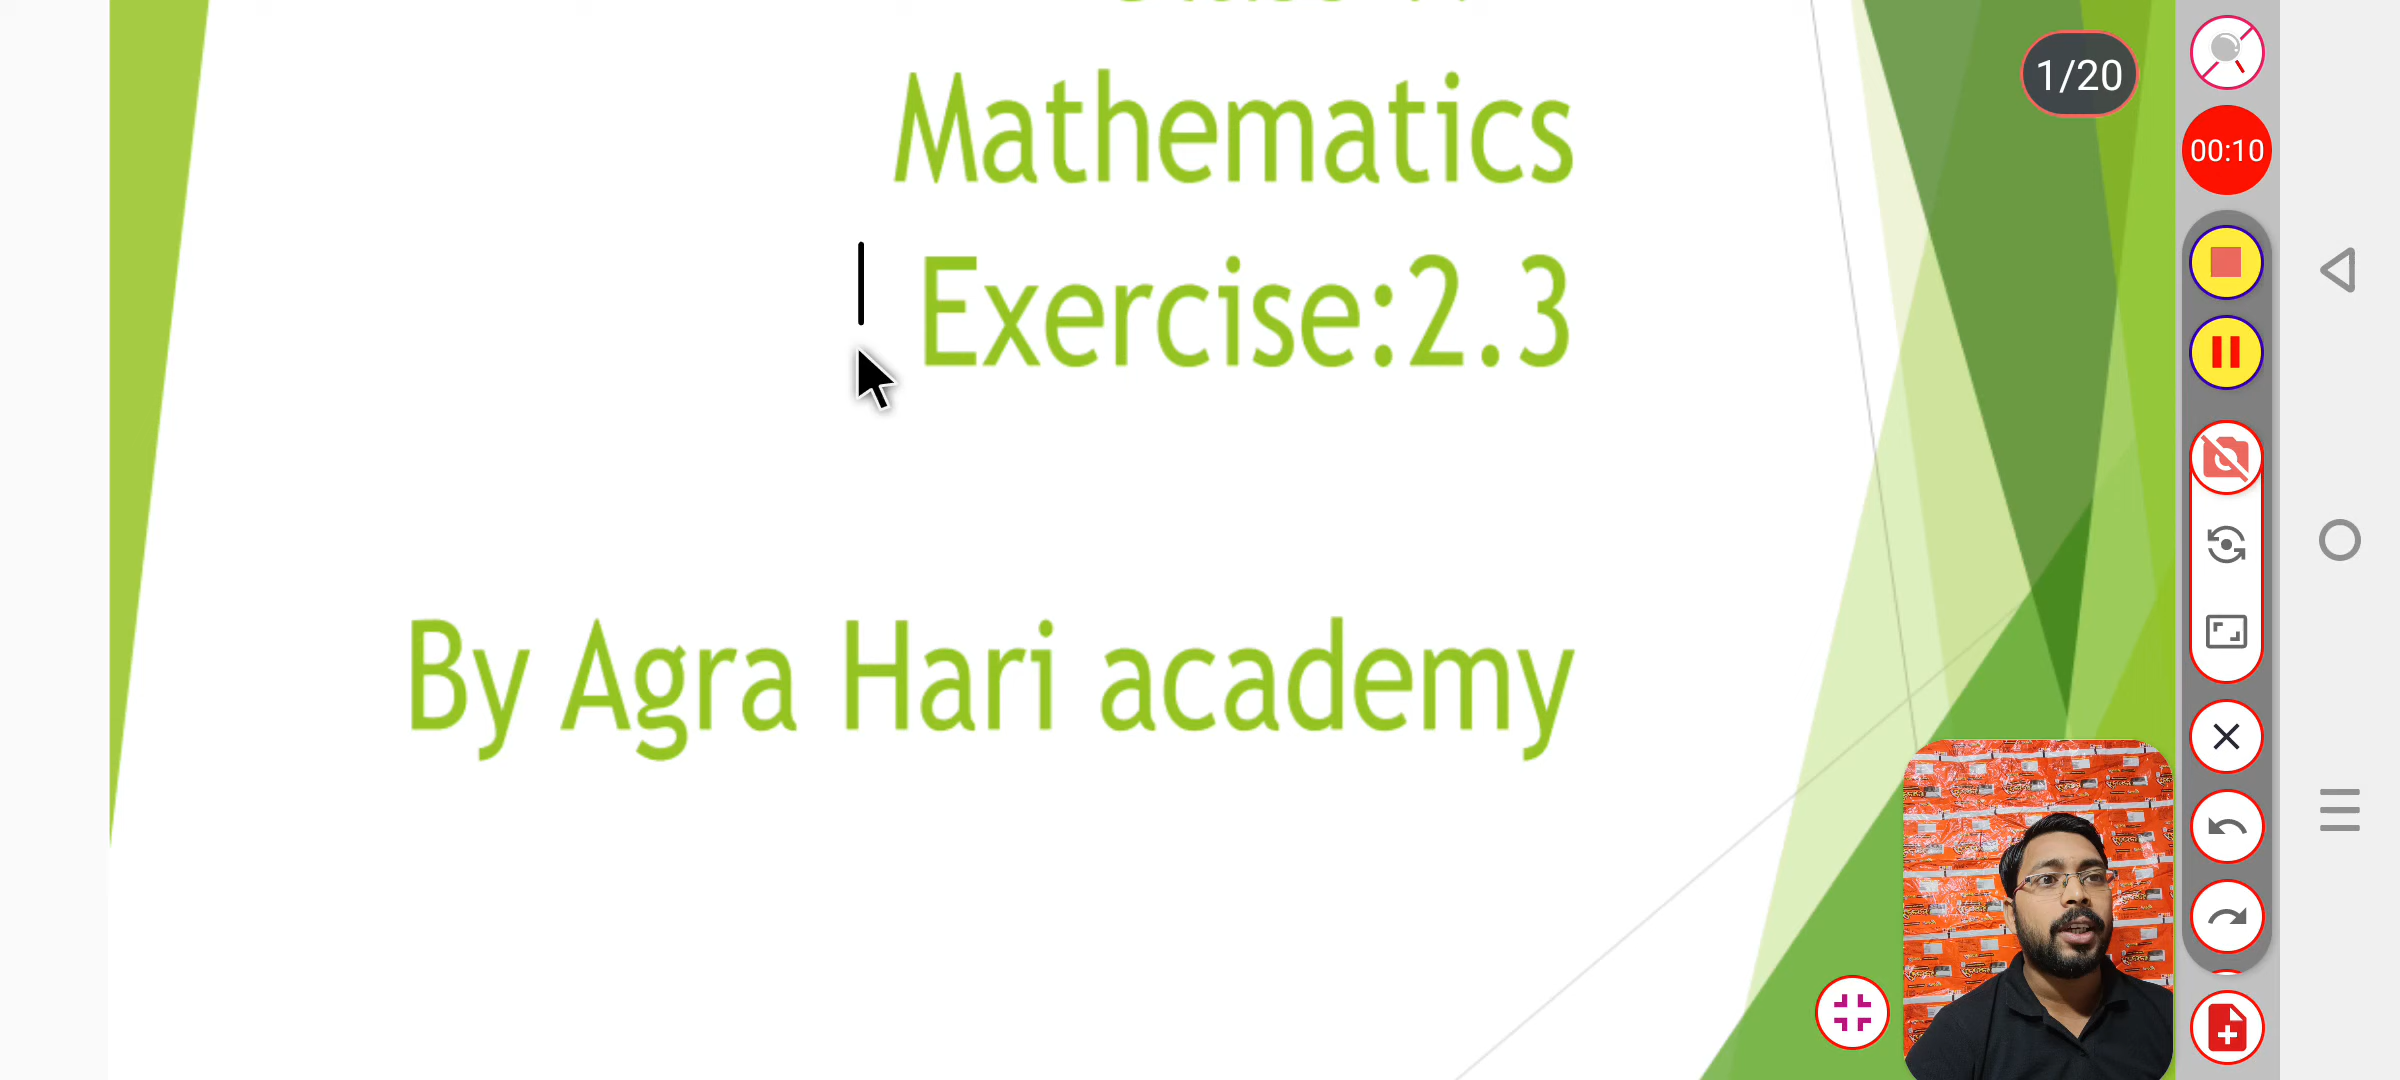 Mathematics
Exercise:2.3
By Agra Hari academy
1/20
00:10